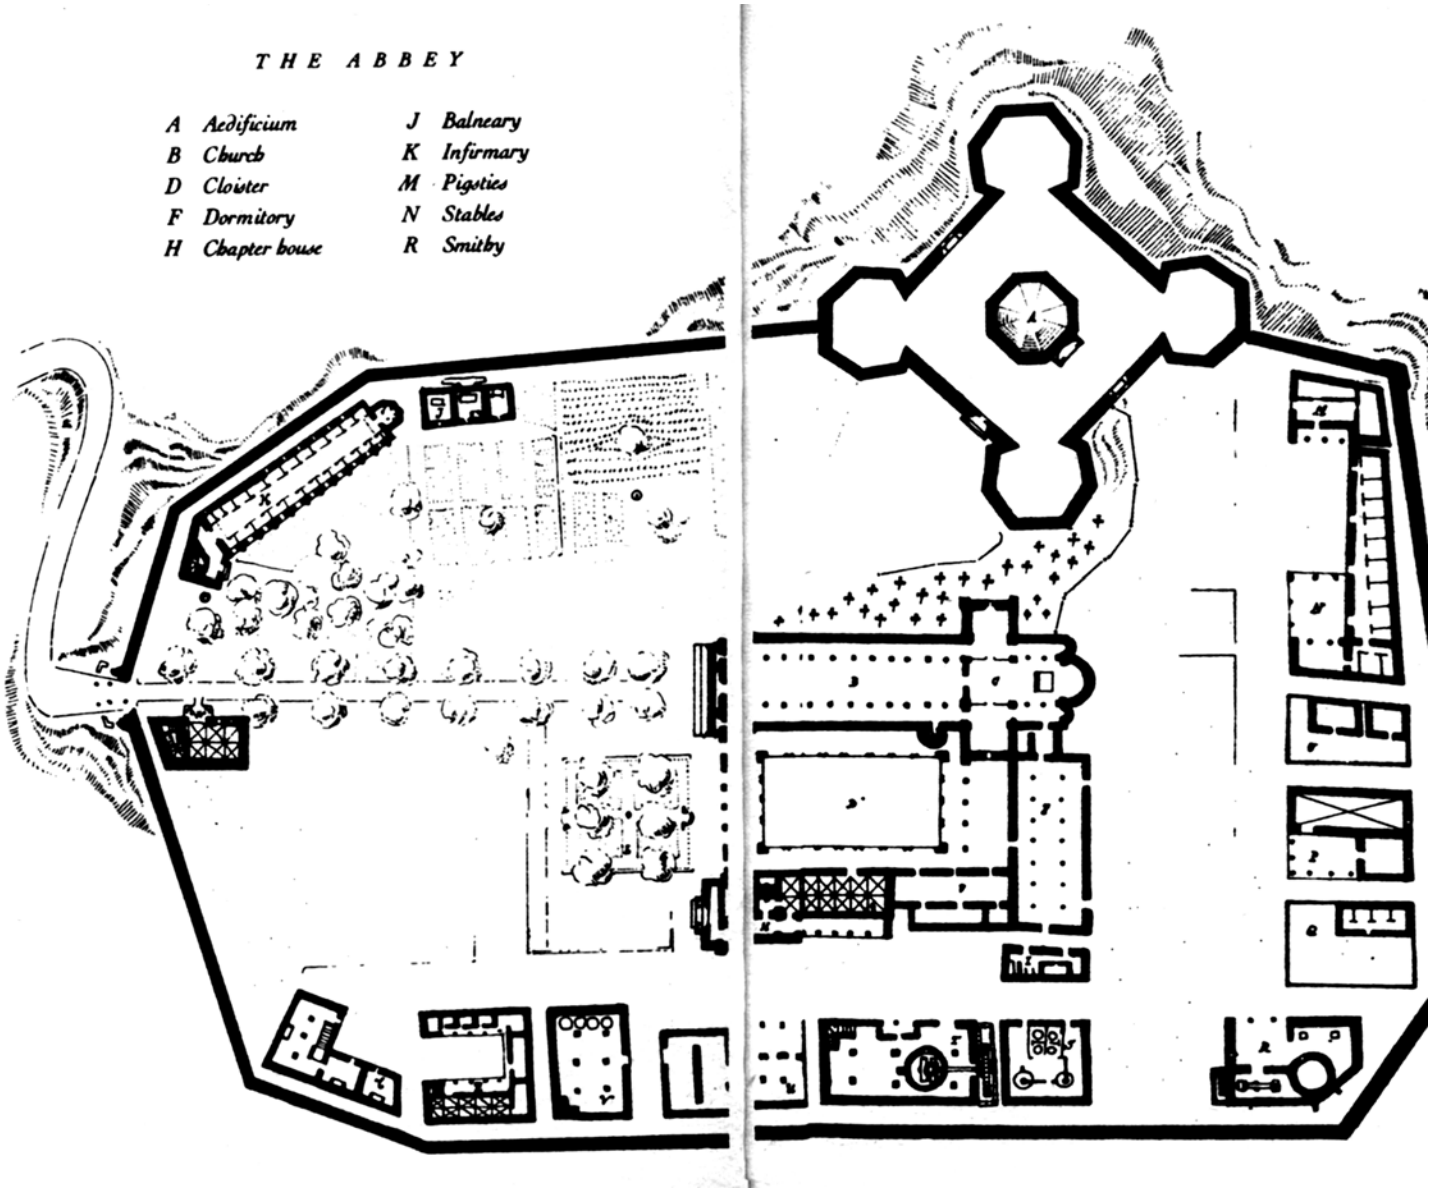 THE ABBEY
A Aedificium
B Church
D Cloister
F Dormitory
H Chapter house
J Balneary
K Infirmary
M Pigsties
N Stables
R Smithy
A
K
J
M
N
B
D
F
R